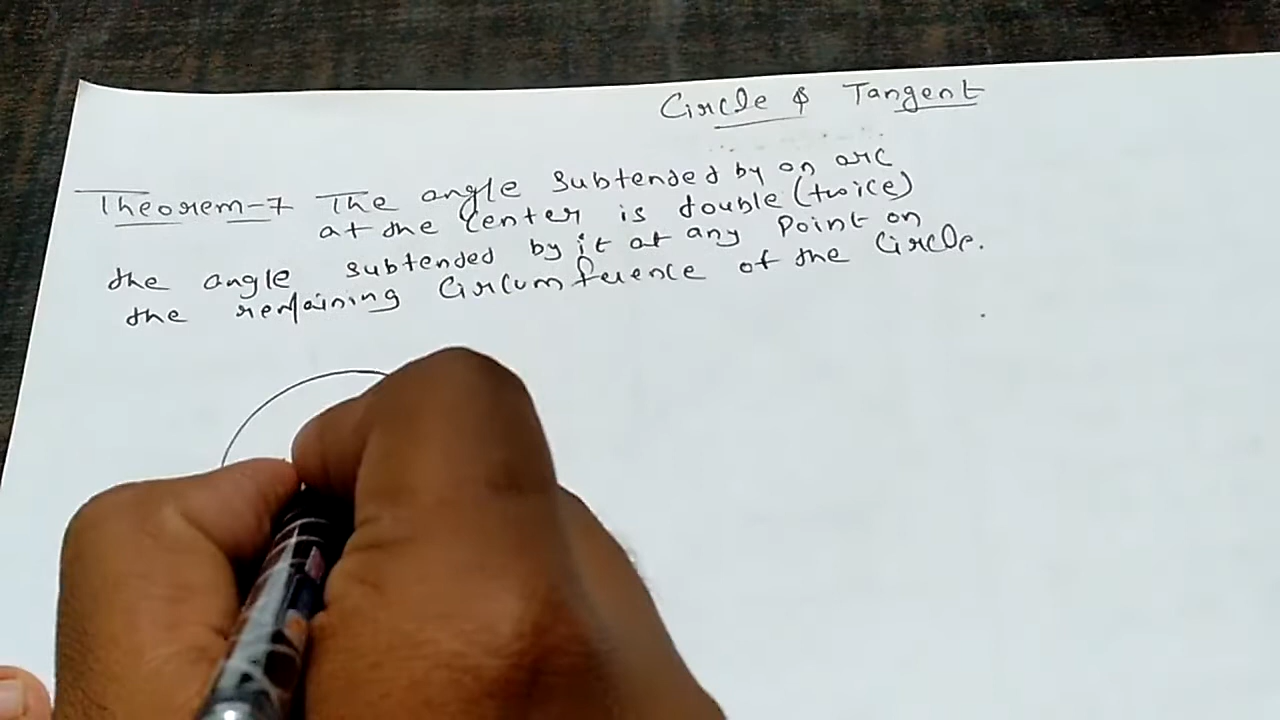 Circle & Tangent
Theorem-7 The angle subtended by an arc
at the center is double (twice)
the angle subtended by it at any point on
the remaining circumference of the circle.